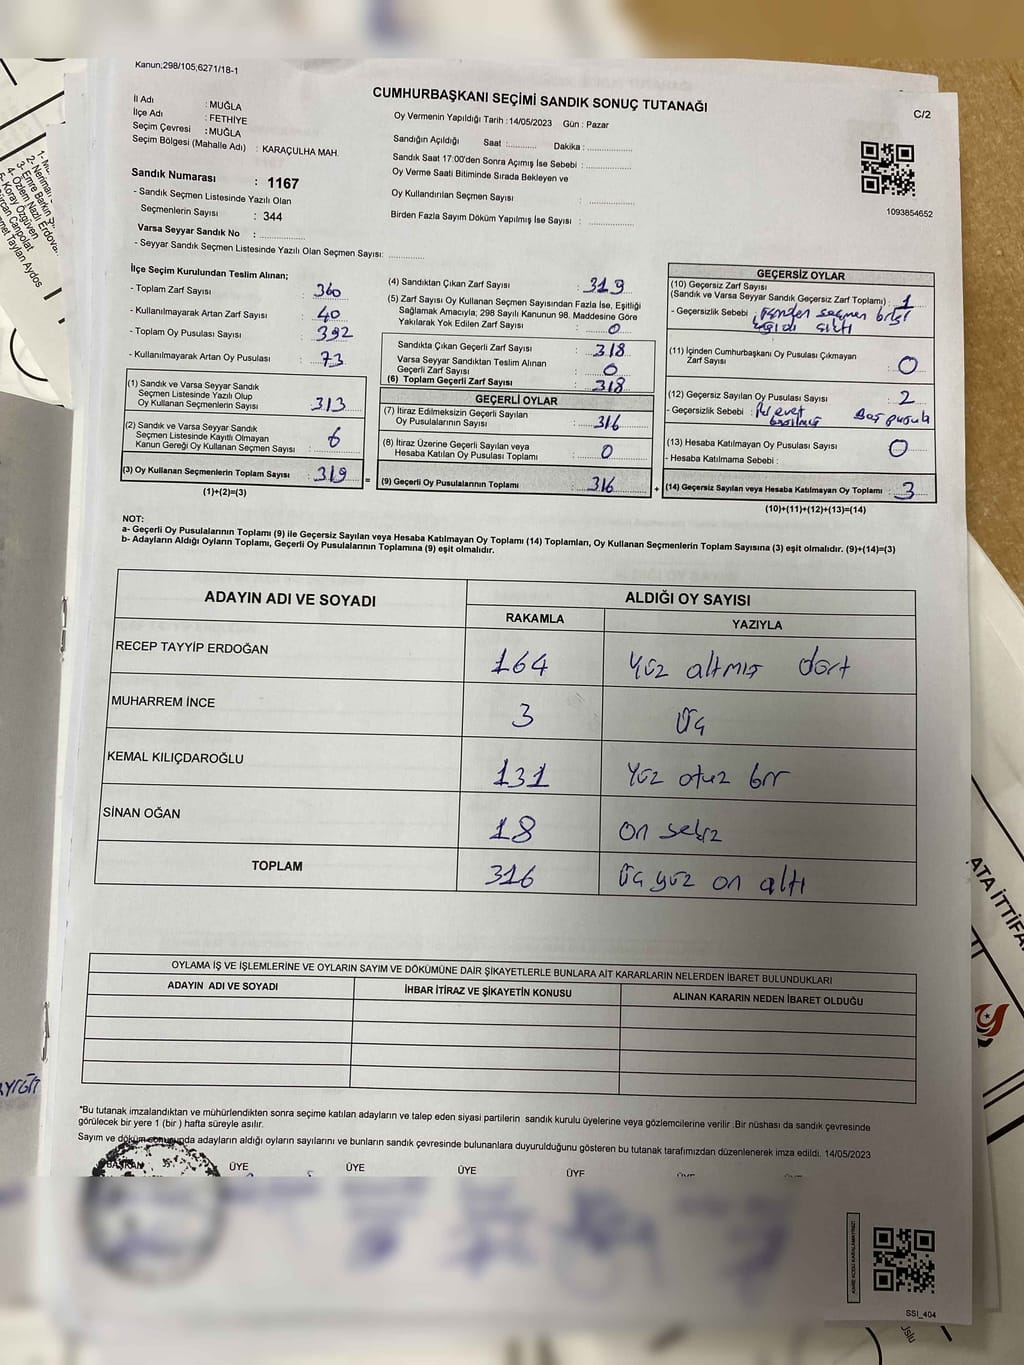 Kanun;298/105;6271/18-1
CUMHURBAŞKANI SEÇİMİ SANDIK SONUÇ TUTANAĞI
C/2
İl Adı : MUĞLA
İlçe Adı : FETHİYE
Seçim Çevresi : MUĞLA
Seçim Bölgesi (Mahalle Adı) : KARAÇULHA MAH.
Sandık Numarası : 1167
- Sandık Seçmen Listesinde Yazılı Olan
Seçmenlerin Sayısı : 344
Varsa Seyyar Sandık No :
- Seyyar Sandık Seçmen Listesinde Yazılı Olan Seçmen Sayısı:
Oy Vermenin Yapıldığı Tarih :14/05/2023 Gün : Pazar
Sandığın Açıldığı Saat : Dakika :
Sandık Saat 17:00'den Sonra Açımış İse Sebebi :
Oy Verme Saati Bitiminde Sırada Bekleyen ve
Oy Kullandırılan Seçmen Sayısı :
Birden Fazla Sayım Döküm Yapılmış İse Sayısı :
1093854652
İlçe Seçim Kurulundan Teslim Alınan;
- Toplam Zarf Sayısı : 360
- Kullanılmayarak Artan Zarf Sayısı : 40
- Toplam Oy Pusulası Sayısı : 392
- Kullanılmayarak Artan Oy Pusulası : 73
(1) Sandık ve Varsa Seyyar Sandık
Seçmen Listesinde Yazılı Olup
Oy Kullanan Seçmenlerin Sayısı : 313
(2) Sandık ve Varsa Seyyar Sandık
Seçmen Listesinde Kayıtlı Olmayan
Kanun Gereği Oy Kullanan Seçmen Sayısı : 6
(3) Oy Kullanan Seçmenlerin Toplam Sayısı : 319
(1)+(2)=(3)
(4) Sandıktan Çıkan Zarf Sayısı : 319
(5) Zarf Sayısı Oy Kullanan Seçmen Sayısından Fazla İse, Eşitliği
Sağlamak Amacıyla; 298 Sayılı Kanunun 98. Maddesine Göre
Yakılarak Yok Edilen Zarf Sayısı : 0
Sandıkta Çıkan Geçerli Zarf Sayısı : 318
Varsa Seyyar Sandıktan Teslim Alınan
Geçerli Zarf Sayısı : 0
(6) Toplam Geçerli Zarf Sayısı : 318
GEÇERLİ OYLAR
(7) İtiraz Edilmeksizin Geçerli Sayılan
Oy Pusulalarının Sayısı : 316
(8) İtiraz Üzerine Geçerli Sayılan veya
Hesaba Katılan Oy Pusulası Toplamı : 0
(9) Geçerli Oy Pusulalarının Toplamı : 316
GEÇERSİZ OYLAR
(10) Geçersiz Zarf Sayısı
(Sandık ve Varsa Seyyar Sandık Geçersiz Zarf Toplamı) : 1
- Geçersizlik Sebebi : içinden seçmen bilgi
kağıdı çıktı
(11) İçinden Cumhurbaşkanı Oy Pusulası Çıkmayan
Zarf Sayısı : 0
(12) Geçersiz Sayılan Oy Pusulası Sayısı : 2
- Geçersizlik Sebebi : evet Boş pusula
(13) Hesaba Katılmayan Oy Pusulası Sayısı : 0
- Hesaba Katılmama Sebebi :
(14) Geçersiz Sayılan veya Hesaba Katılmayan Oy Toplamı : 3
(10)+(11)+(12)+(13)=(14)
NOT:
a- Geçerli Oy Pusulalarının Toplamı (9) ile Geçersiz Sayılan veya Hesaba Katılmayan Oy Toplamı (14) Toplamları, Oy Kullanan Seçmenlerin Toplam Sayısına (3) eşit olmalıdır. (9)+(14)=(3)
b- Adayların Aldığı Oyların Toplamı, Geçerli Oy Pusulalarının Toplamına (9) eşit olmalıdır.
ADAYIN ADI VE SOYADI
ALDIĞI OY SAYISI
RAKAMLA YAZIYLA
RECEP TAYYİP ERDOĞAN 164 Yüz altmış dört
MUHARREM İNCE 3 Üç
KEMAL KILIÇDAROĞLU 131 Yüz otuz bir
SİNAN OĞAN 18 on sekiz
TOPLAM 316 Üç yüz on altı
OYLAMA İŞ VE İŞLEMLERİNE VE OYLARIN SAYIM VE DÖKÜMÜNE DAİR ŞİKAYETLERLE BUNLARA AİT KARARLARIN NELERDEN İBARET BULUNDUKLARI
ADAYIN ADI VE SOYADI İHBAR İTİRAZ VE ŞİKAYETİN KONUSU ALINAN KARARIN NEDEN İBARET OLDUĞU
*Bu tutanak imzalandıktan ve mühürlendikten sonra seçime katılan adayların ve talep eden siyasi partilerin sandık kurulu üyelerine veya gözlemcilerine verilir .Bir nüshası da sandık çevresinde
görülecek bir yere 1 (bir ) hafta süreyle asılır.
Sayım ve döküm sonucunda adayların aldığı oyların sayılarını ve bunların sandık çevresinde bulunanlara duyurulduğunu gösteren bu tutanak tarafımızdan düzenlenerek imza edildi. 14/05/2023
BAŞKAN ÜYE ÜYE ÜYE ÜYE
SSİ_404
ATA İTTİFA